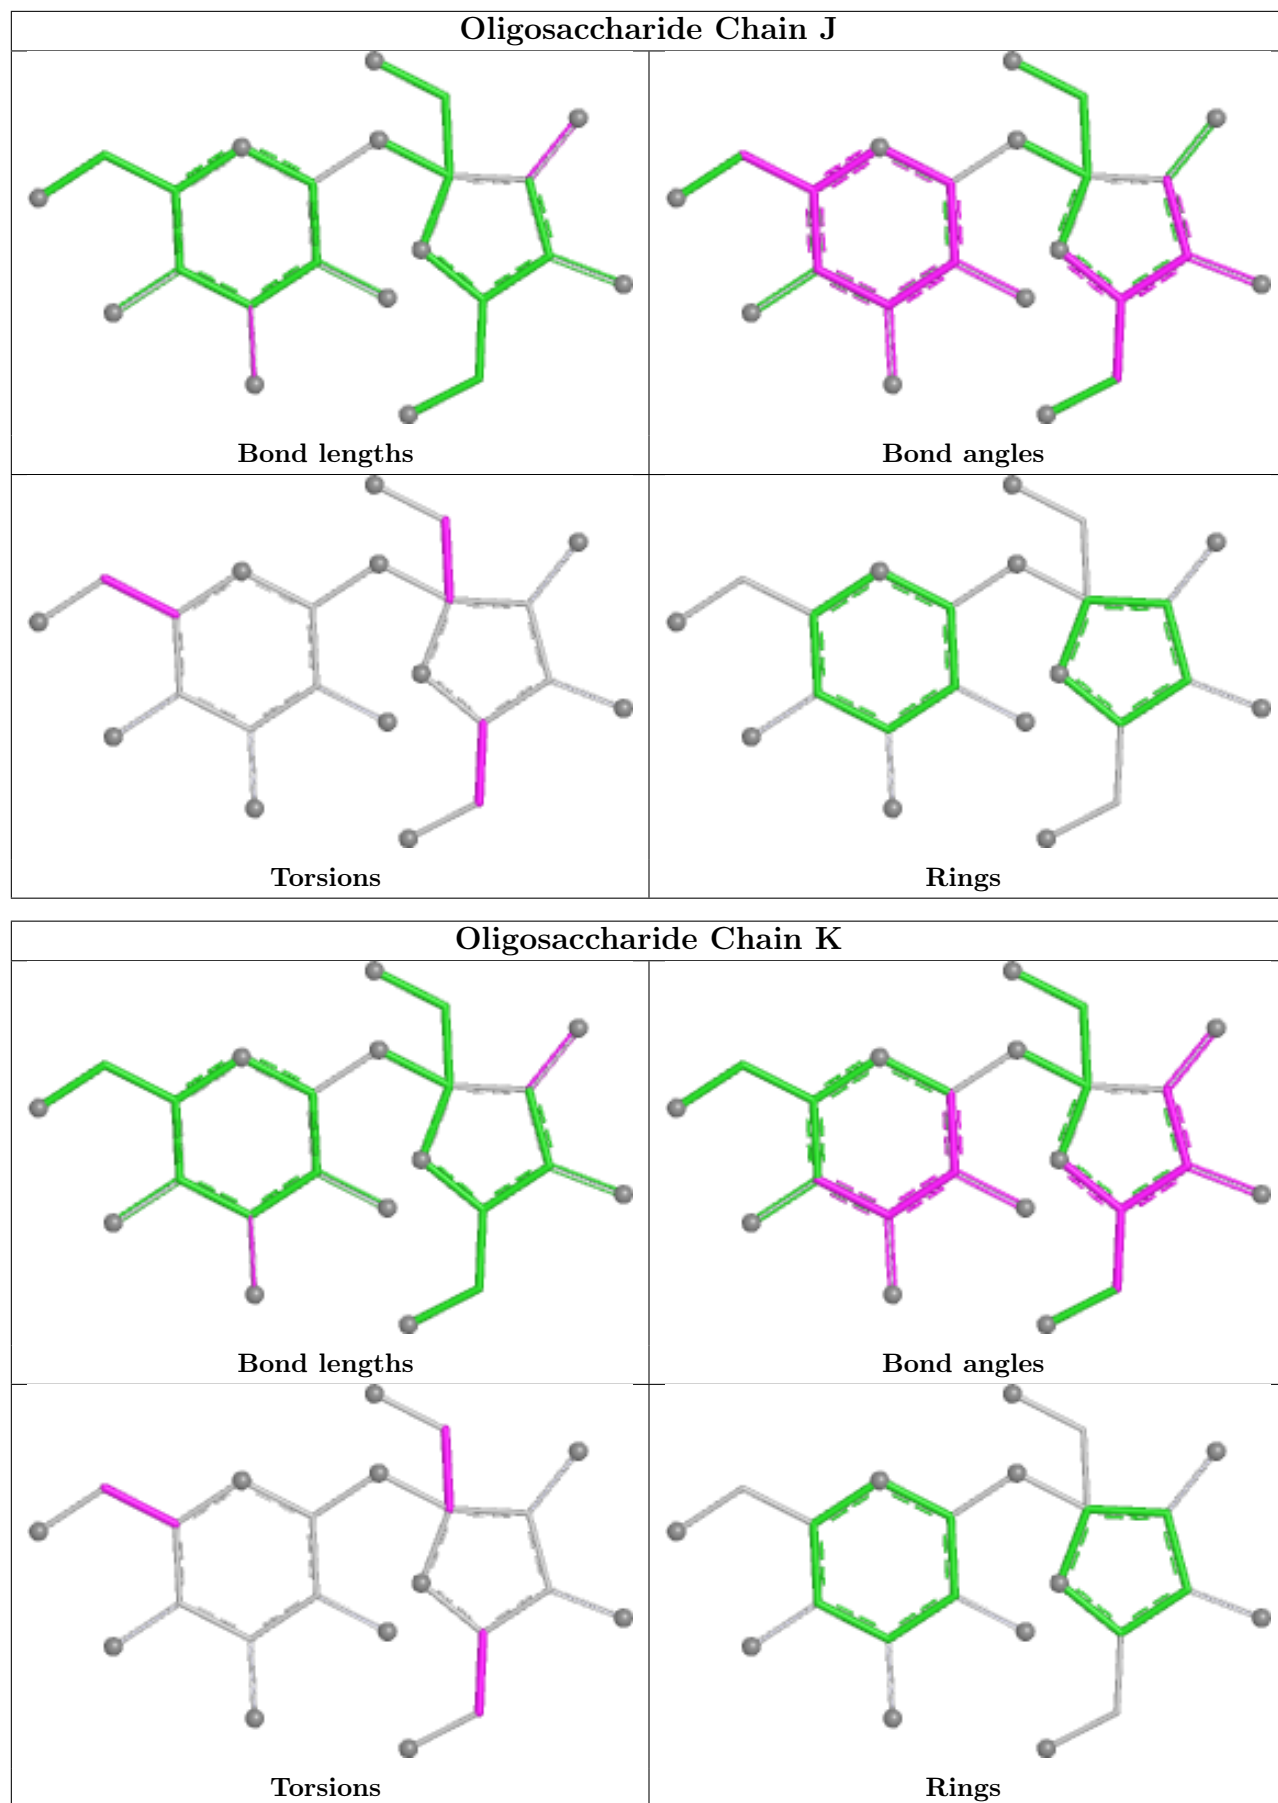 Oligosaccharide Chain J
Bond lengths
Bond angles
Torsions
Rings
Oligosaccharide Chain K
Bond lengths
Bond angles
Torsions
Rings